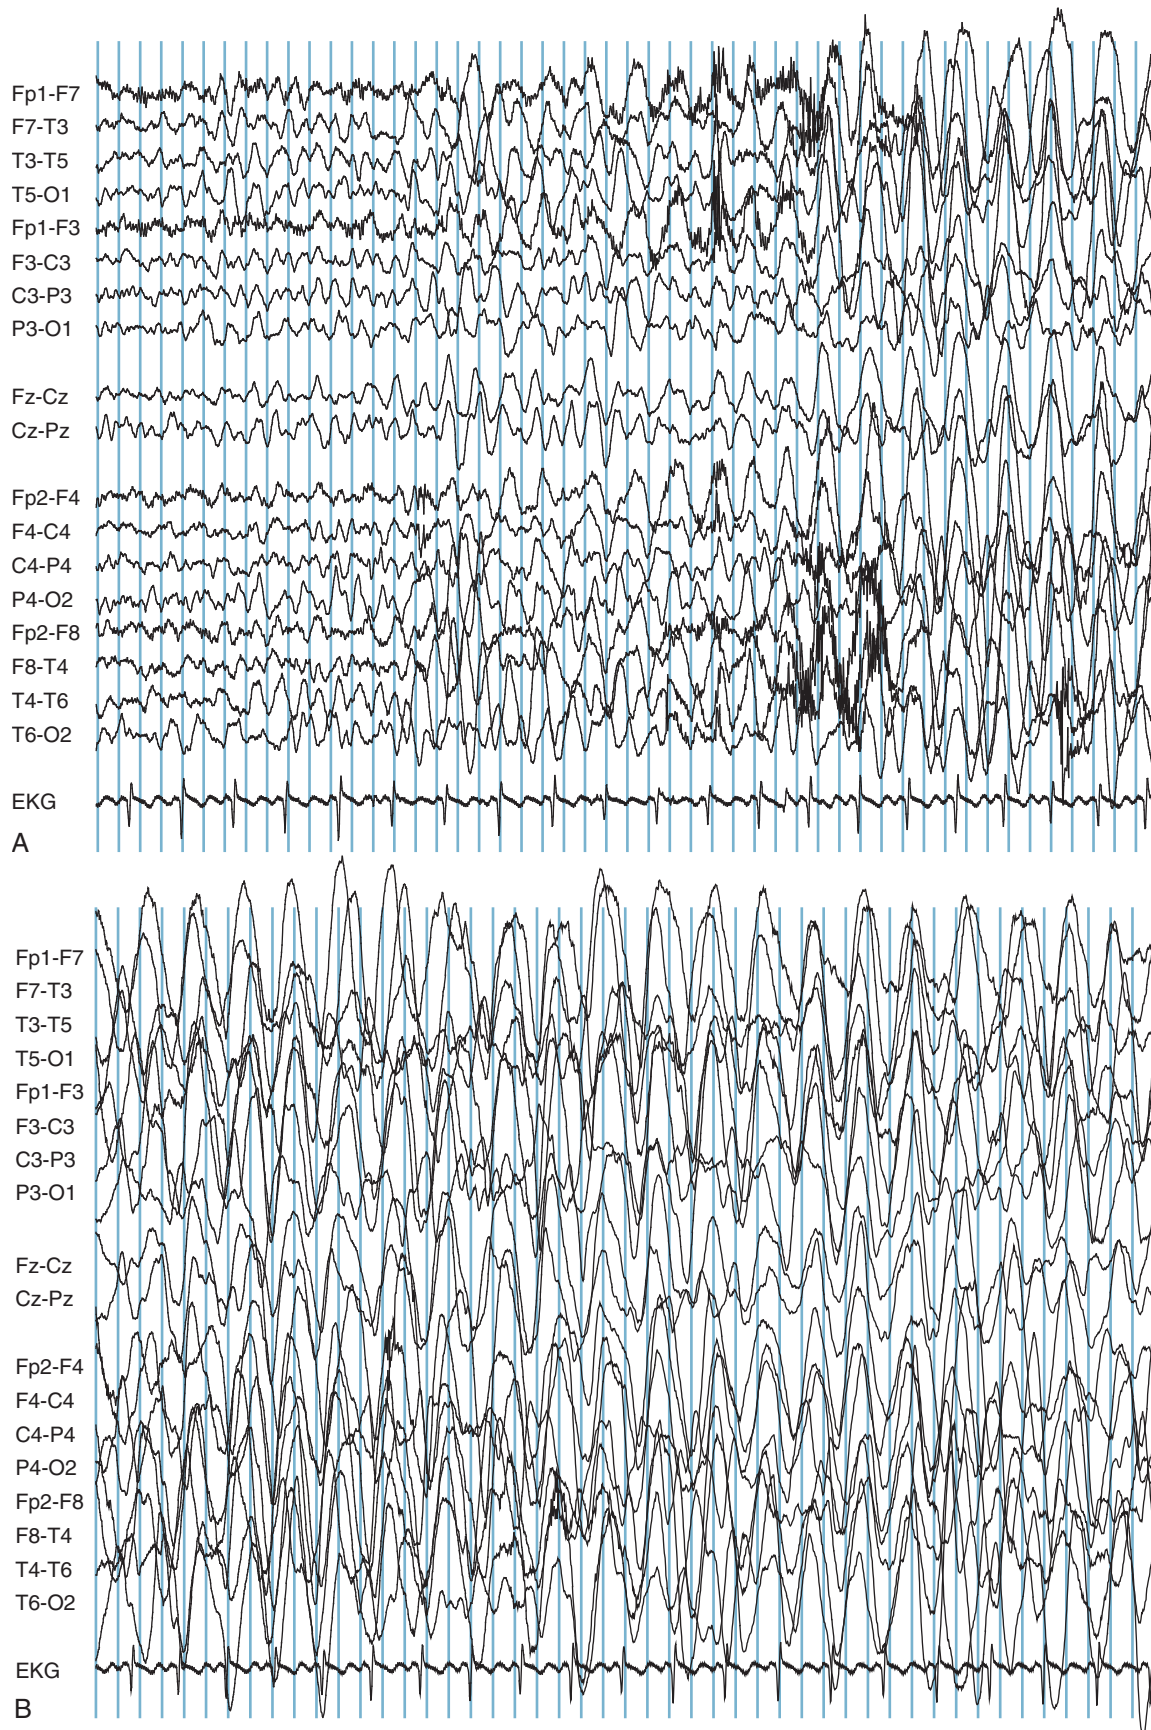 Fp1-F7
F7-T3
T3-T5
T5-O1
Fp1-F3
F3-C3
C3-P3
P3-O1
Fz-Cz
Cz-Pz
Fp2-F4
F4-C4
C4-P4
P4-O2
Fp2-F8
F8-T4
T4-T6
T6-O2
EKG
A
Fp1-F7
F7-T3
T3-T5
T5-O1
Fp1-F3
F3-C3
C3-P3
P3-O1
Fz-Cz
Cz-Pz
Fp2-F4
F4-C4
C4-P4
P4-O2
Fp2-F8
F8-T4
T4-T6
T6-O2
EKG
B